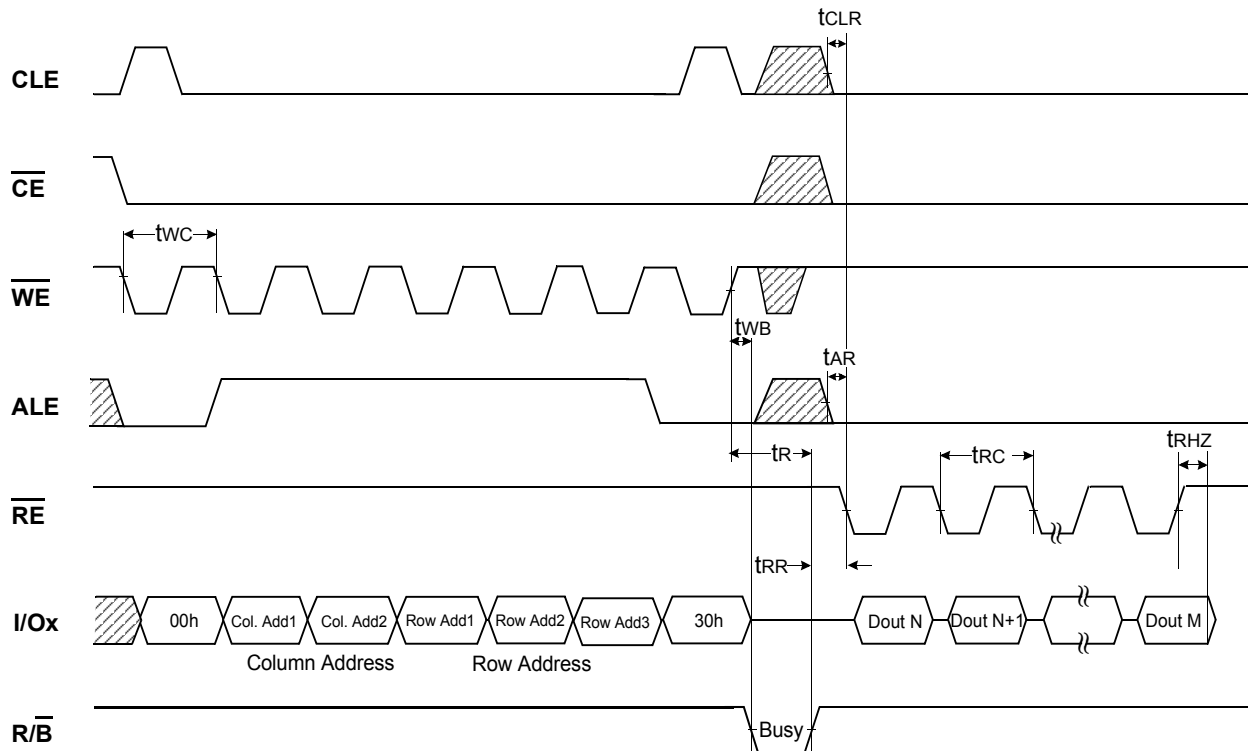 tCLR
CLE
CE
tWC
WE
tWB
tAR
ALE
tR
tRC
tRHZ
RE
tRR
I/Ox
00h
Col. Add1
Col. Add2
Row Add1
Row Add2
Row Add3
30h
Dout N
Dout N+1
Dout M
Column Address
Row Address
R/B
Busy